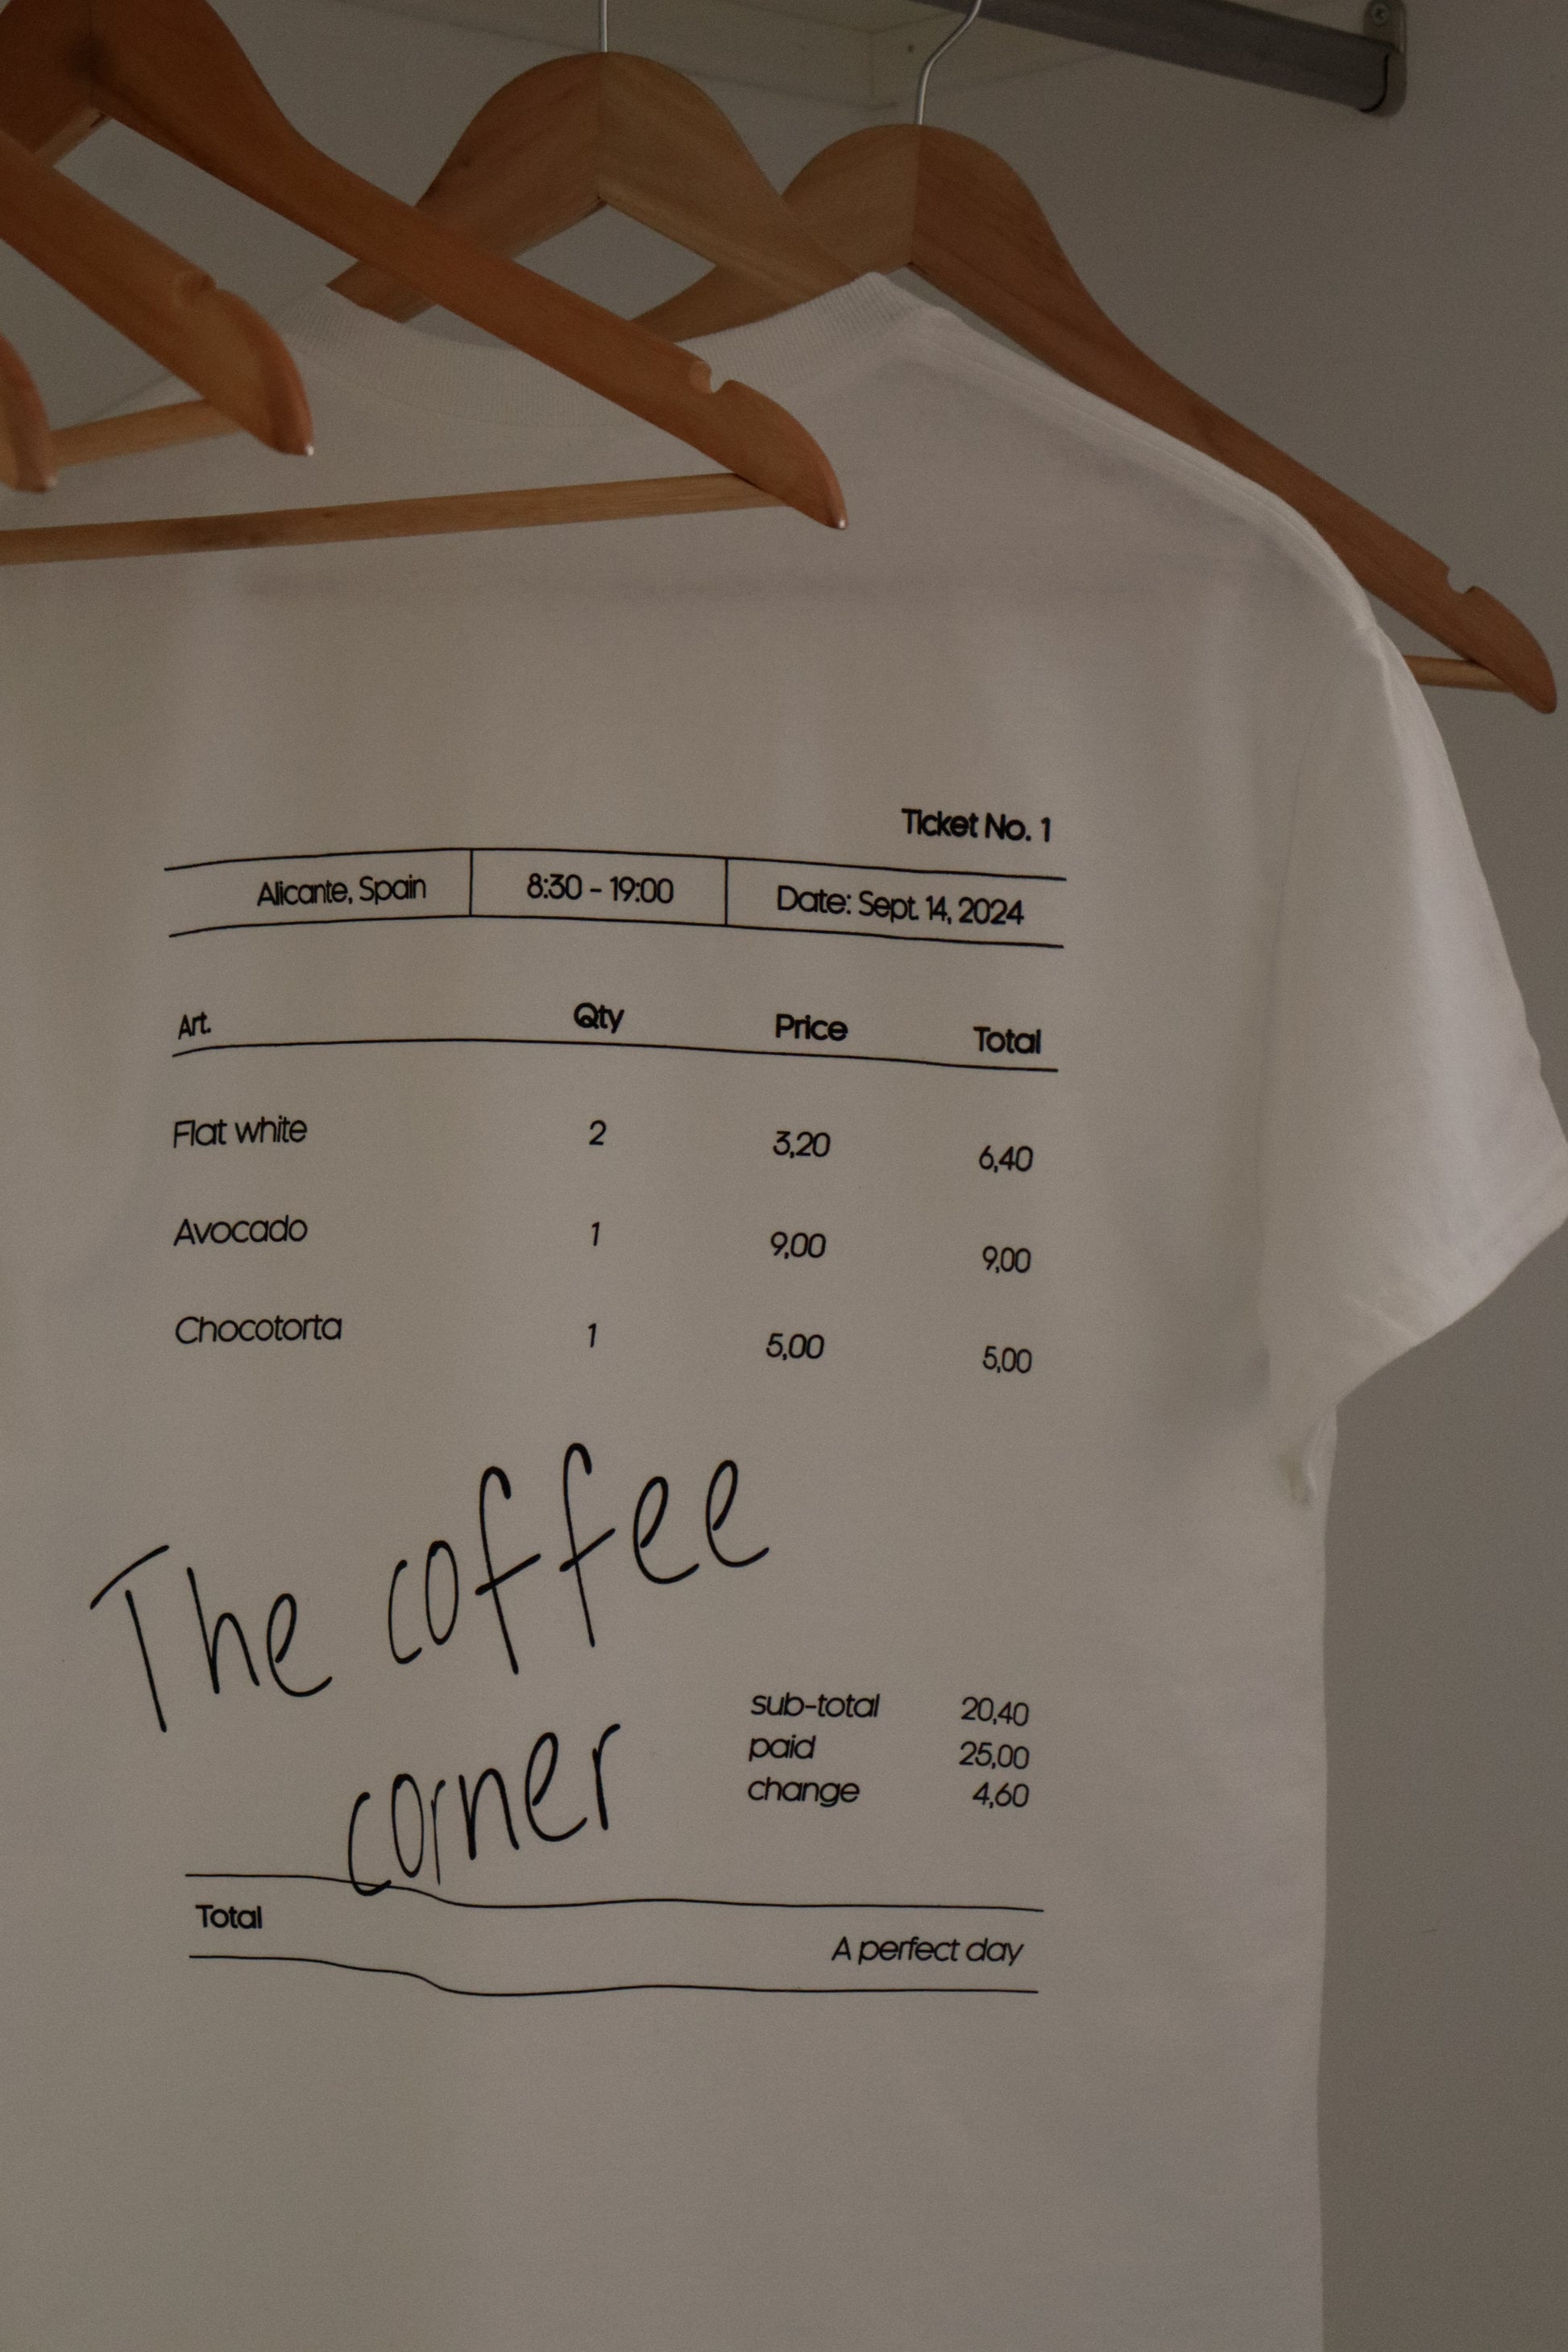 Ticket No. 1
Alicante, Spain 8:30 - 19:00 Date: Sept. 14, 2024
Art. Qty Price Total
Flat white 2 3,20 6,40
Avocado 1 9,00 9,00
Chocotorta 1 5,00 5,00
The coffee
corner
sub-total 20,40
paid 25,00
change 4,60
Total A perfect day